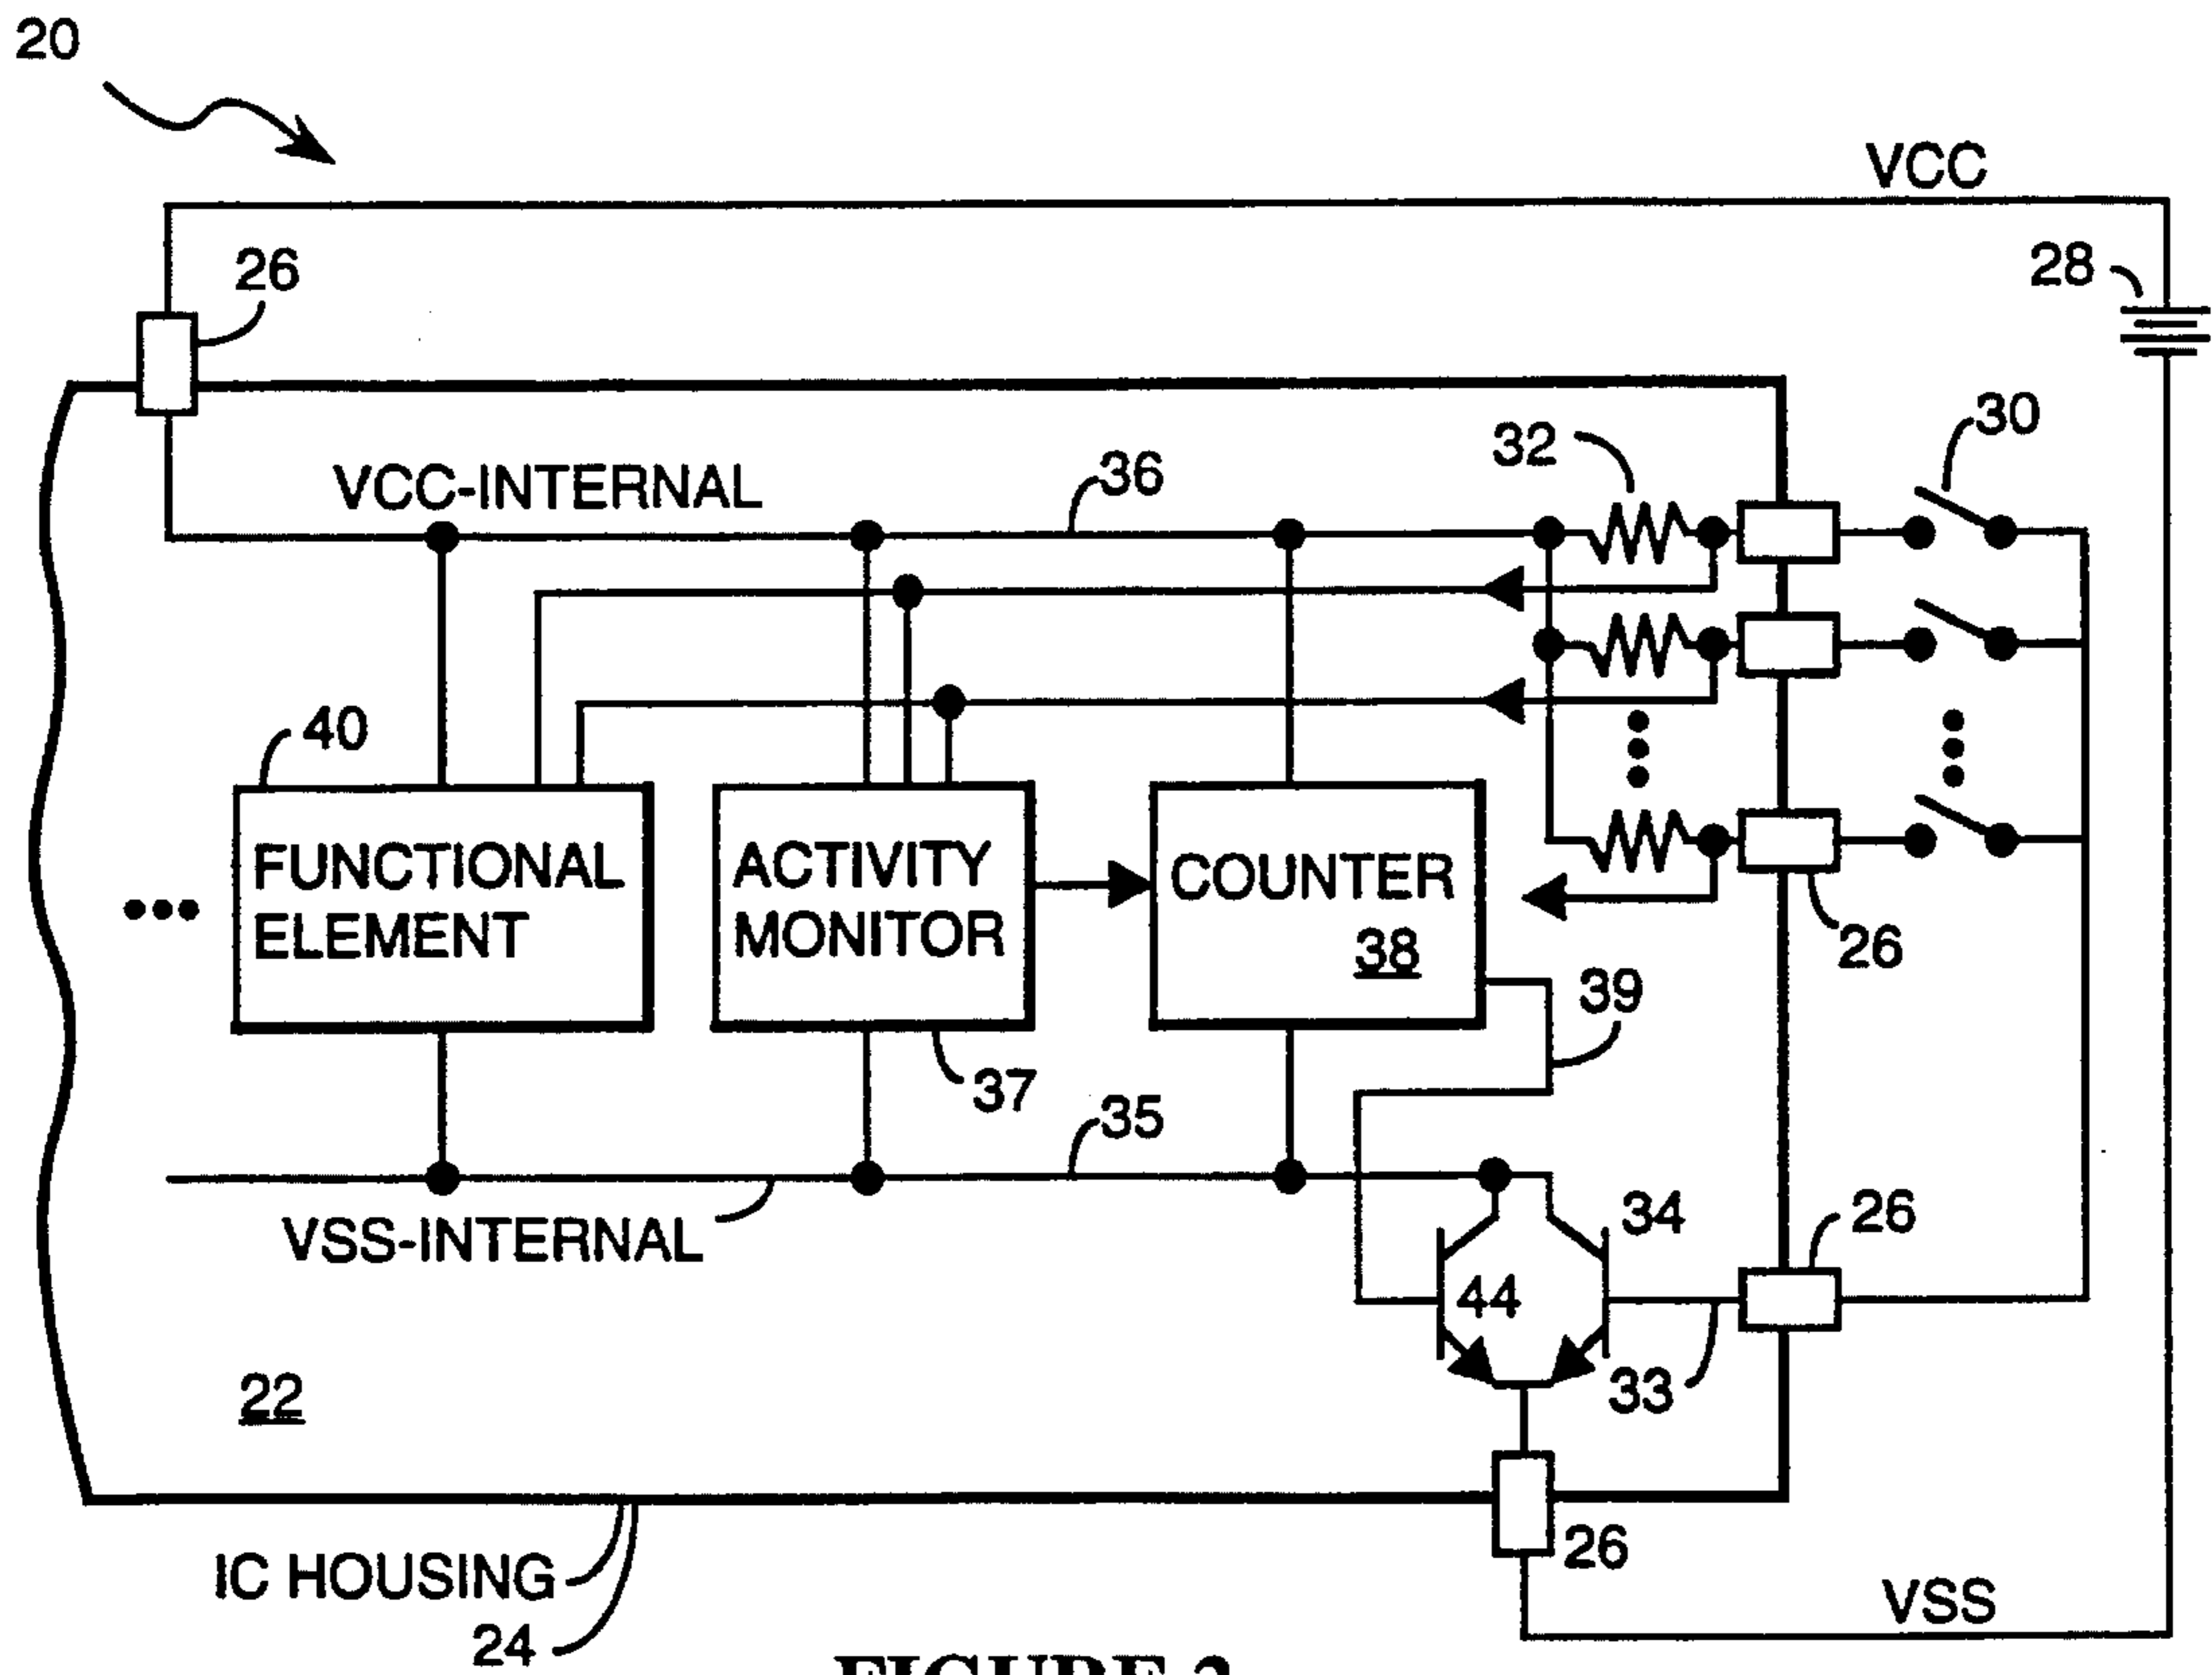 20
VCC
26
28
30
32
VCC-INTERNAL
36
40
FUNCTIONAL
ELEMENT
ACTIVITY
MONITOR
COUNTER
38
26
39
37
35
VSS-INTERNAL
34
26
44
33
22
IC HOUSING
24
26
VSS